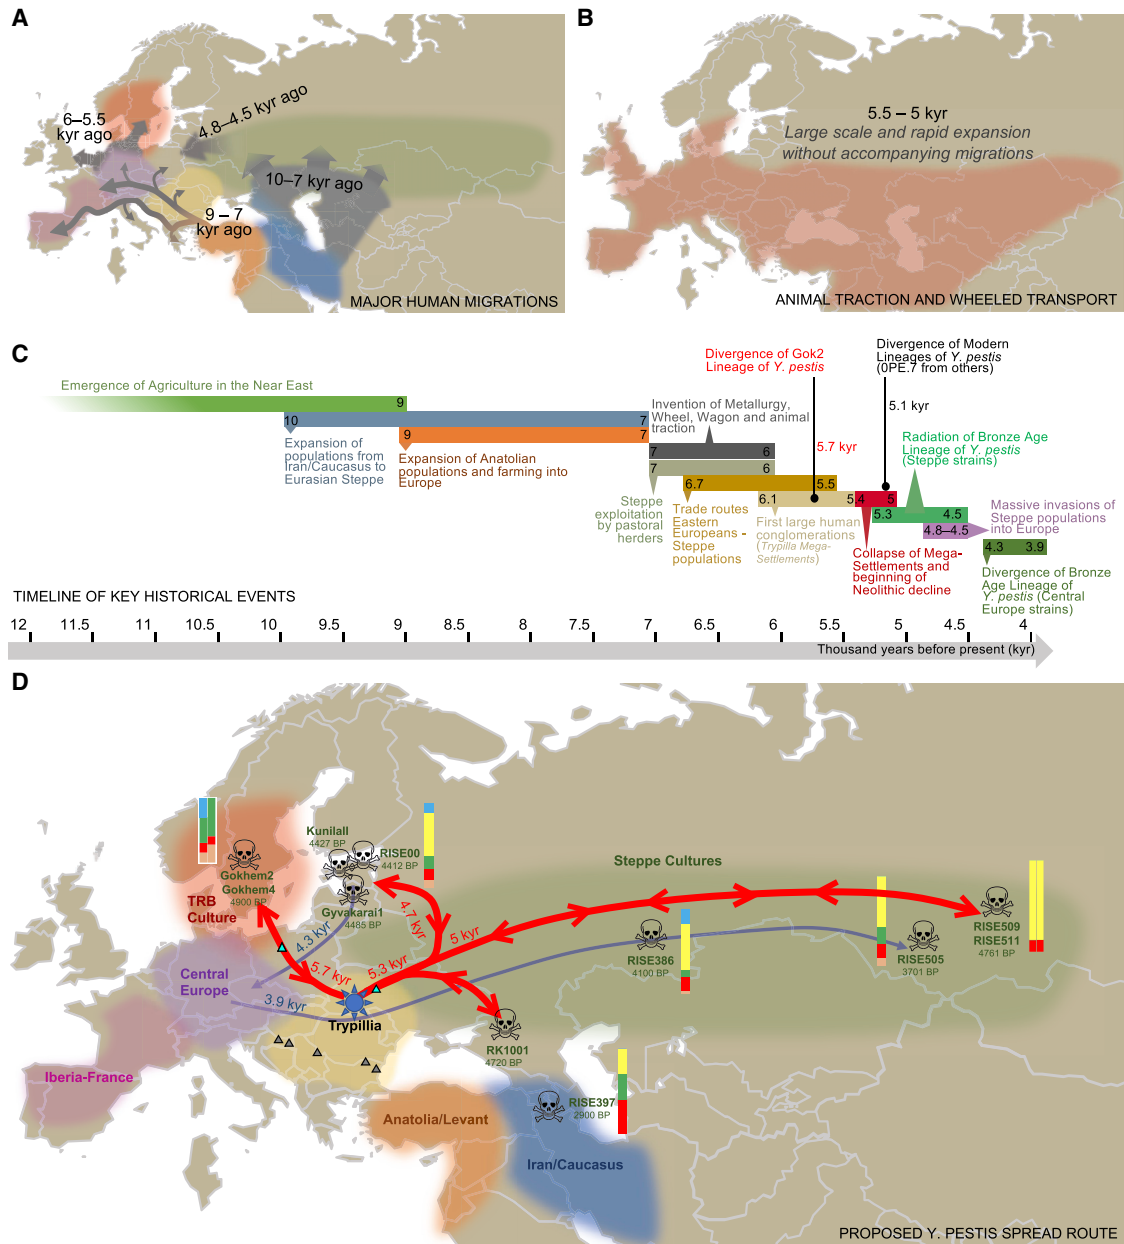 A
6–5.5
kyr ago
4.8–4.5 kyr ago
10–7 kyr ago
9 – 7
kyr ago
MAJOR HUMAN MIGRATIONS
B
5.5 – 5 kyr
Large scale and rapid expansion
without accompanying migrations
ANIMAL TRACTION AND WHEELED TRANSPORT
C
Emergence of Agriculture in the Near East
9
10
7
Expansion of
populations from
Iran/Caucasus to
Eurasian Steppe
9
7
Expansion of Anatolian
populations and farming into
Europe
Invention of Metallurgy,
Wheel, Wagon and animal
traction
7
6
7
6
Steppe
exploitation
by pastoral
herders
6.7
5.5
Trade routes
Eastern
Europeans -
Steppe
populations
Divergence of Gok2
Lineage of Y. pestis
5.7 kyr
6.1
5.4
First large human
conglomerations
(Trypilla Mega-
Settlements)
5
Collapse of Mega-
Settlements and
beginning of
Neolithic decline
Divergence of Modern
Lineages of Y. pestis
(0PE.7 from others)
5.1 kyr
Radiation of Bronze Age
Lineage of Y. pestis
(Steppe strains)
5.3
4.5
Massive invasions of
Steppe populations
into Europe
4.8–4.5
4.3
3.9
Divergence of Bronze
Age Lineage of
Y. pestis (Central
Europe strains)
TIMELINE OF KEY HISTORICAL EVENTS
12
11.5
11
10.5
10
9.5
9
8.5
8
7.5
7
6.5
6
5.5
5
4.5
4
Thousand years before present (kyr)
D
Kunilall
4427 BP
RISE00
4412 BP
Gyvakarai1
4485 BP
Gokhem2
Gokhem4
4900 BP
TRB
Culture
Steppe Cultures
4.7 kyr
5 kyr
4.3 kyr
5.7 kyr
5.3 kyr
3.9 kyr
Central
Europe
Trypillia
RISE386
4100 BP
RISE505
3701 BP
RISE509
RISE511
4761 BP
RK1001
4720 BP
Iberia-France
RISE397
2900 BP
Anatolia/Levant
Iran/Caucasus
PROPOSED Y. PESTIS SPREAD ROUTE